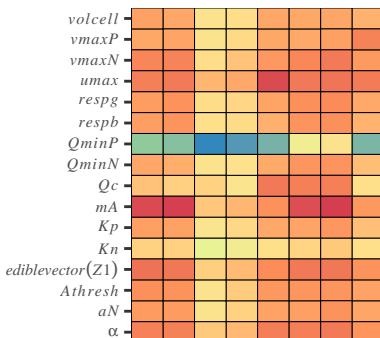 volcell
vmaxP
vmaxN
umax
respg
respb
QminP
QminN
Qc
mA
Kp
Kn
ediblevector(Z1)
Athresh
aN
α